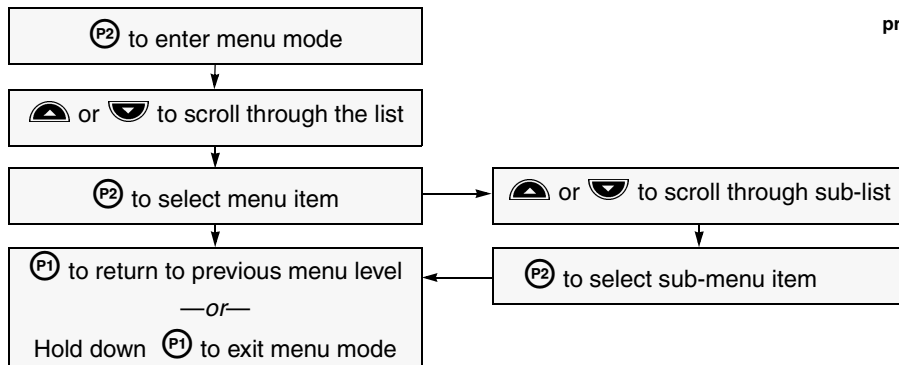 P2 to enter menu mode
pr
or to scroll through the list
P2 to select menu item
or to scroll through sub-list
P1 to return to previous menu level
—or—
Hold down P1 to exit menu mode
P2 to select sub-menu item